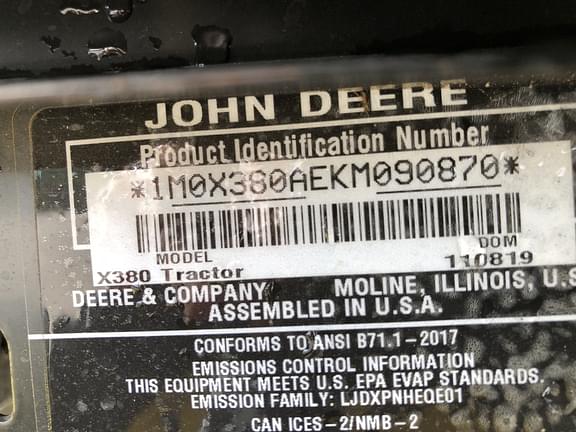 JOHN DEERE
Product Identification Number
*1M0X380AEKM090870*
MODEL DOM
X380 Tractor 110819
DEERE & COMPANY MOLINE, ILLINOIS, U.S
ASSEMBLED IN U.S.A.
CONFORMS TO ANSI B71.1-2017
EMISSIONS CONTROL INFORMATION
THIS EQUIPMENT MEETS U.S. EPA EVAP STANDARDS.
EMISSION FAMILY: LJDXPNHEQE01
CAN ICES-2/NMB-2